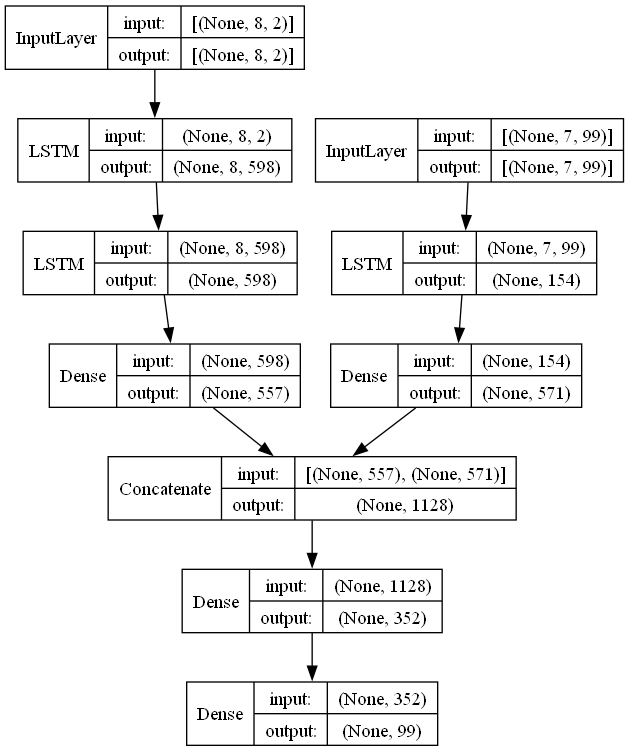 InputLayer
input: [(None, 8, 2)]
output: [(None, 8, 2)]
LSTM
input: (None, 8, 2)
output: (None, 8, 598)
InputLayer
input: [(None, 7, 99)]
output: [(None, 7, 99)]
LSTM
input: (None, 8, 598)
output: (None, 598)
LSTM
input: (None, 7, 99)
output: (None, 154)
Dense
input: (None, 598)
output: (None, 557)
Dense
input: (None, 154)
output: (None, 571)
Concatenate
input: [(None, 557), (None, 571)]
output: (None, 1128)
Dense
input: (None, 1128)
output: (None, 352)
Dense
input: (None, 352)
output: (None, 99)